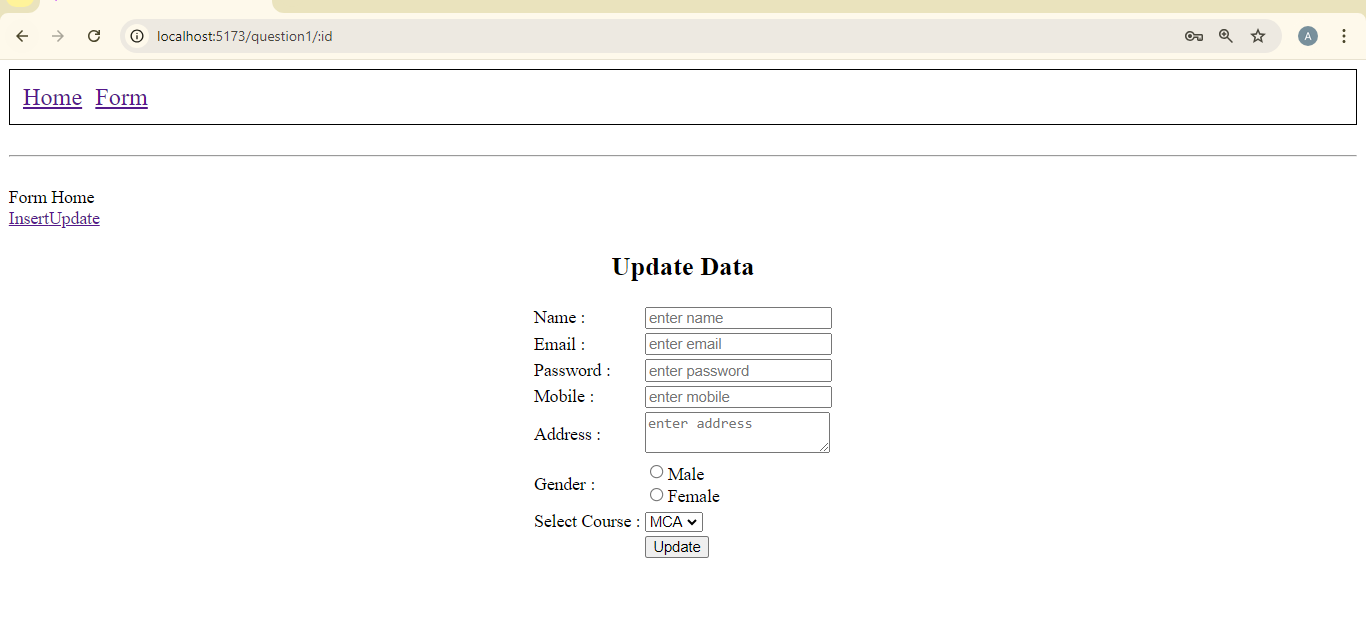 localhost:5173/question1/:id
A
Home Form
Form Home
InsertUpdate
Update Data
Name : enter name
Email : enter email
Password : enter password
Mobile : enter mobile
Address : enter address
Gender : Male
Female
Select Course : MCA
Update